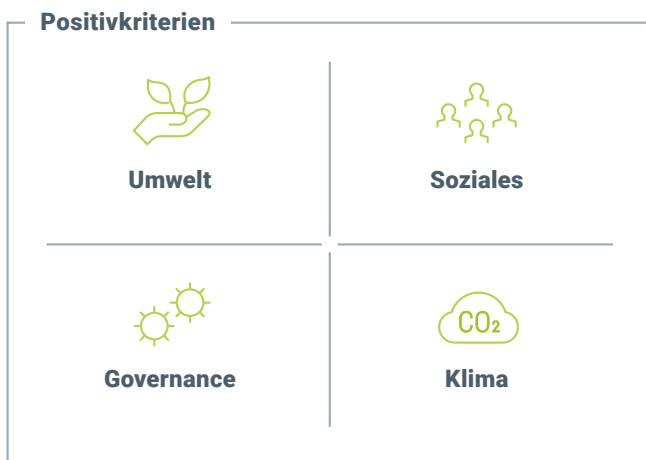 Positivkriterien
Umwelt
Soziales
CO₂
Governance
Klima